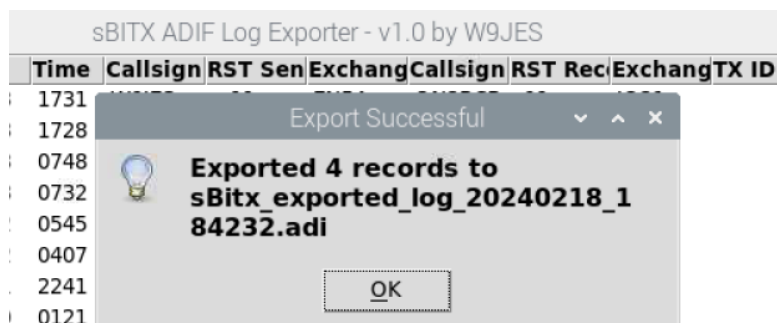 sBITX ADIF Log Exporter - v1.0 by W9JES
Time Callsign RST Sen Exchang Callsign RST Rec Exchang TX ID
1731
Export Successful
1728
0748
Exported 4 records to
0732
sBitx_exported_log_20240218_1
0545
84232.adi
0407
2241
OK
0121